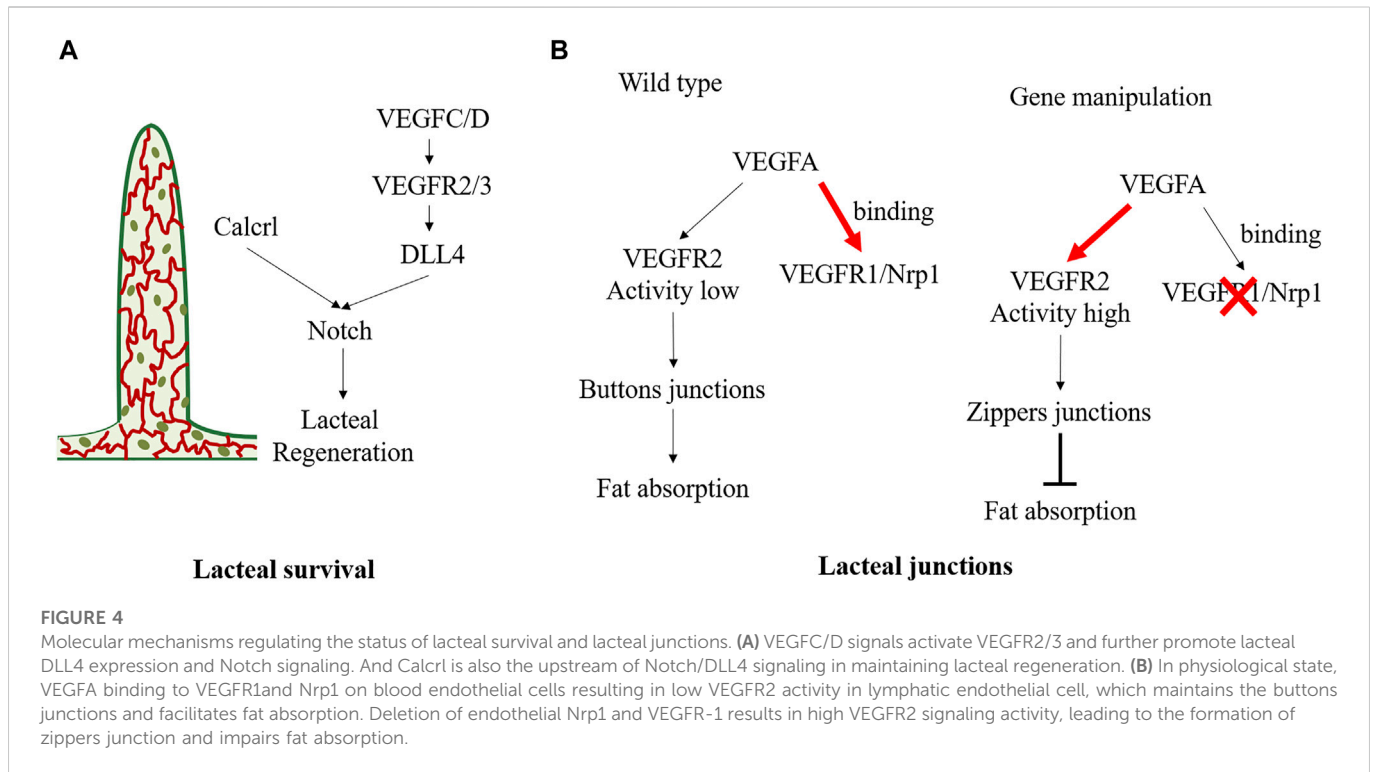 A
VEGFC/D
VEGFR2/3
Calcrl
DLL4
Notch
Lacteal
Regeneration
Lacteal survival
B
Wild type
VEGFA
binding
VEGFR2
Activity low
VEGFR1/Nrp1
Buttons junctions
Fat absorption
Gene manipulation
VEGFA
binding
VEGFR2
Activity high
VEGFR1/Nrp1
Zippers junctions
Fat absorption
Lacteal junctions
FIGURE 4
Molecular mechanisms regulating the status of lacteal survival and lacteal junctions. (A) VEGFC/D signals activate VEGFR2/3 and further promote lacteal
DLL4 expression and Notch signaling. And Calcrl is also the upstream of Notch/DLL4 signaling in maintaining lacteal regeneration. (B) In physiological state,
VEGFA binding to VEGFR1and Nrp1 on blood endothelial cells resulting in low VEGFR2 activity in lymphatic endothelial cell, which maintains the buttons
junctions and facilitates fat absorption. Deletion of endothelial Nrp1 and VEGFR-1 results in high VEGFR2 signaling activity, leading to the formation of
zippers junction and impairs fat absorption.